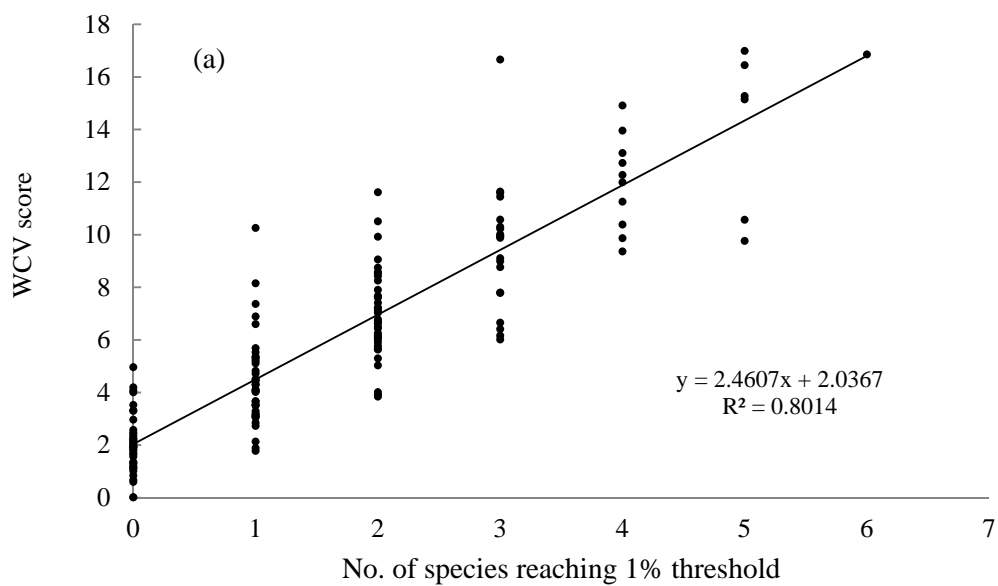 18
16
14
12
10
8
6
4
2
0
WCV score
(a)
y = 2.4607x + 2.0367
R² = 0.8014
0 1 2 3 4 5 6 7
No. of species reaching 1% threshold